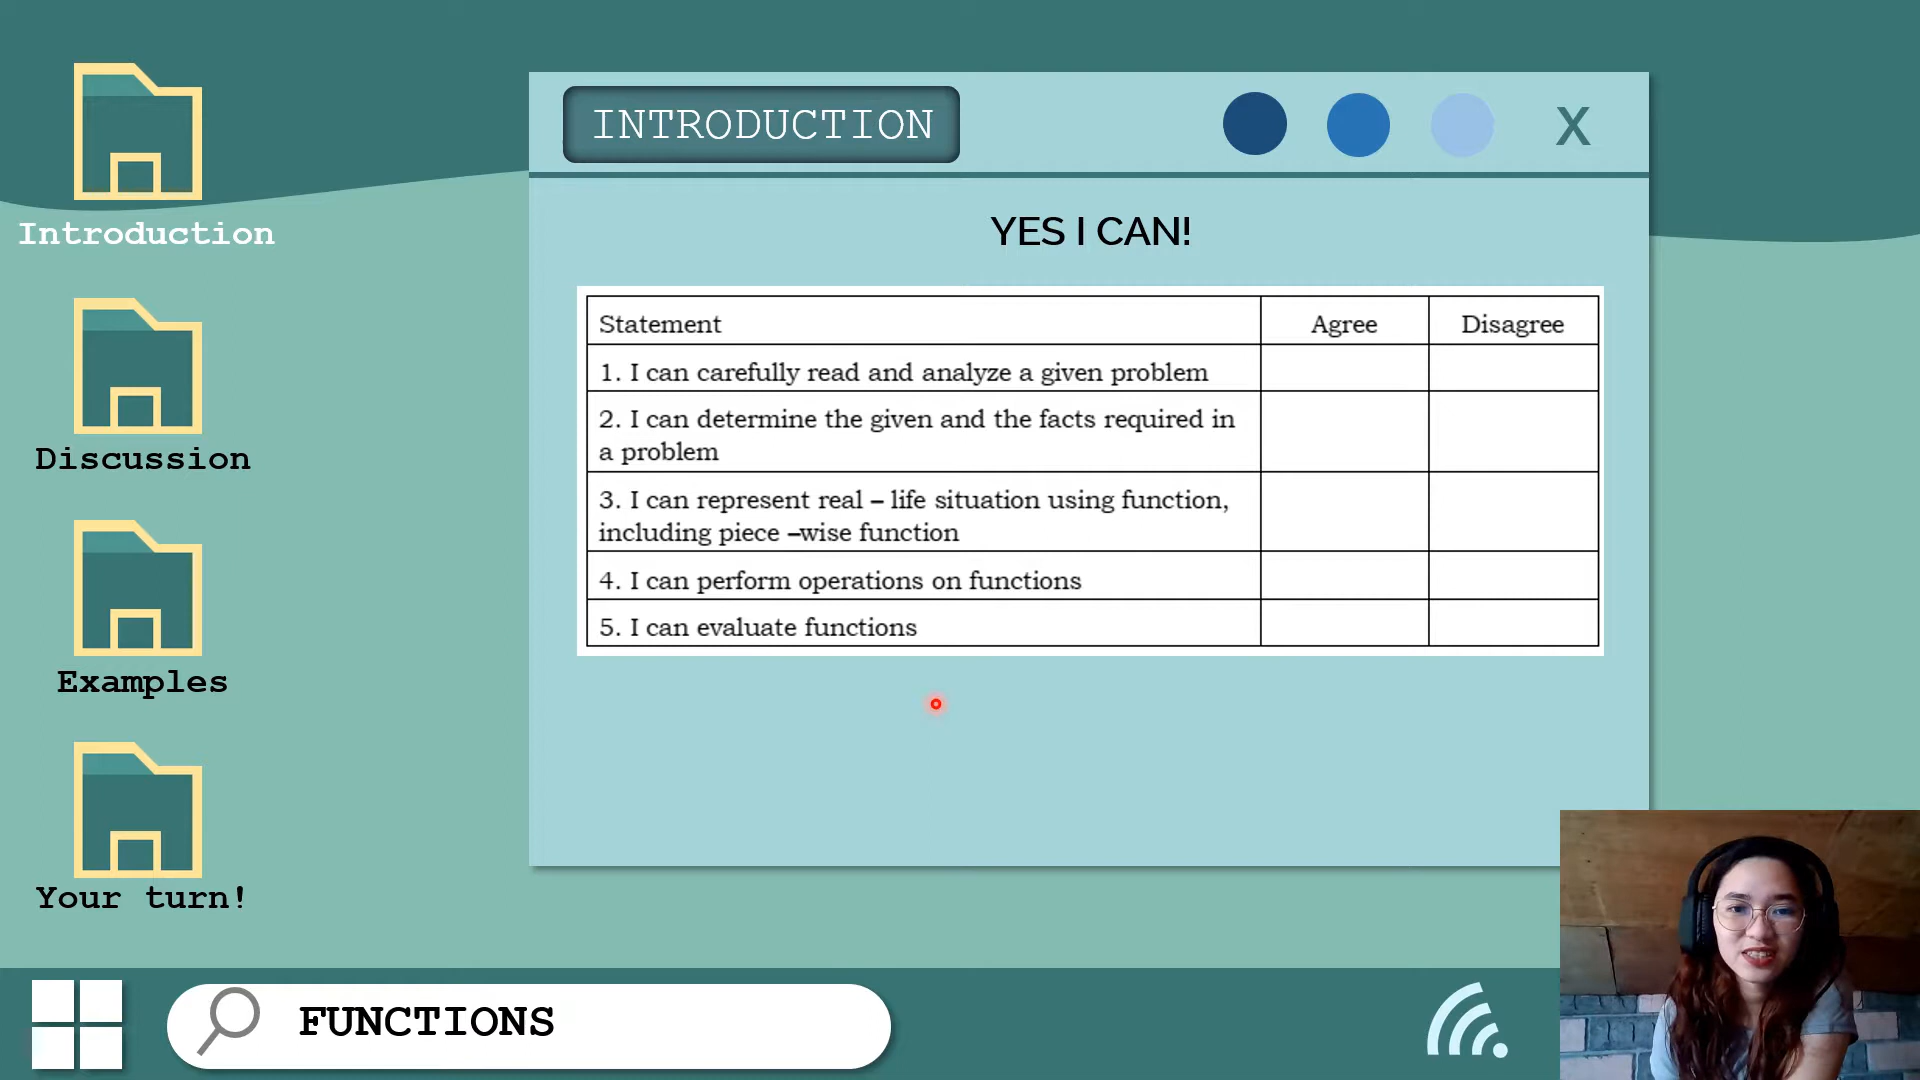 Introduction
Discussion
Examples
Your turn!
INTRODUCTION
X
YES I CAN!
Statement Agree Disagree
1. I can carefully read and analyze a given problem
2. I can determine the given and the facts required in
a problem
3. I can represent real – life situation using function,
including piece –wise function
4. I can perform operations on functions
5. I can evaluate functions
FUNCTIONS